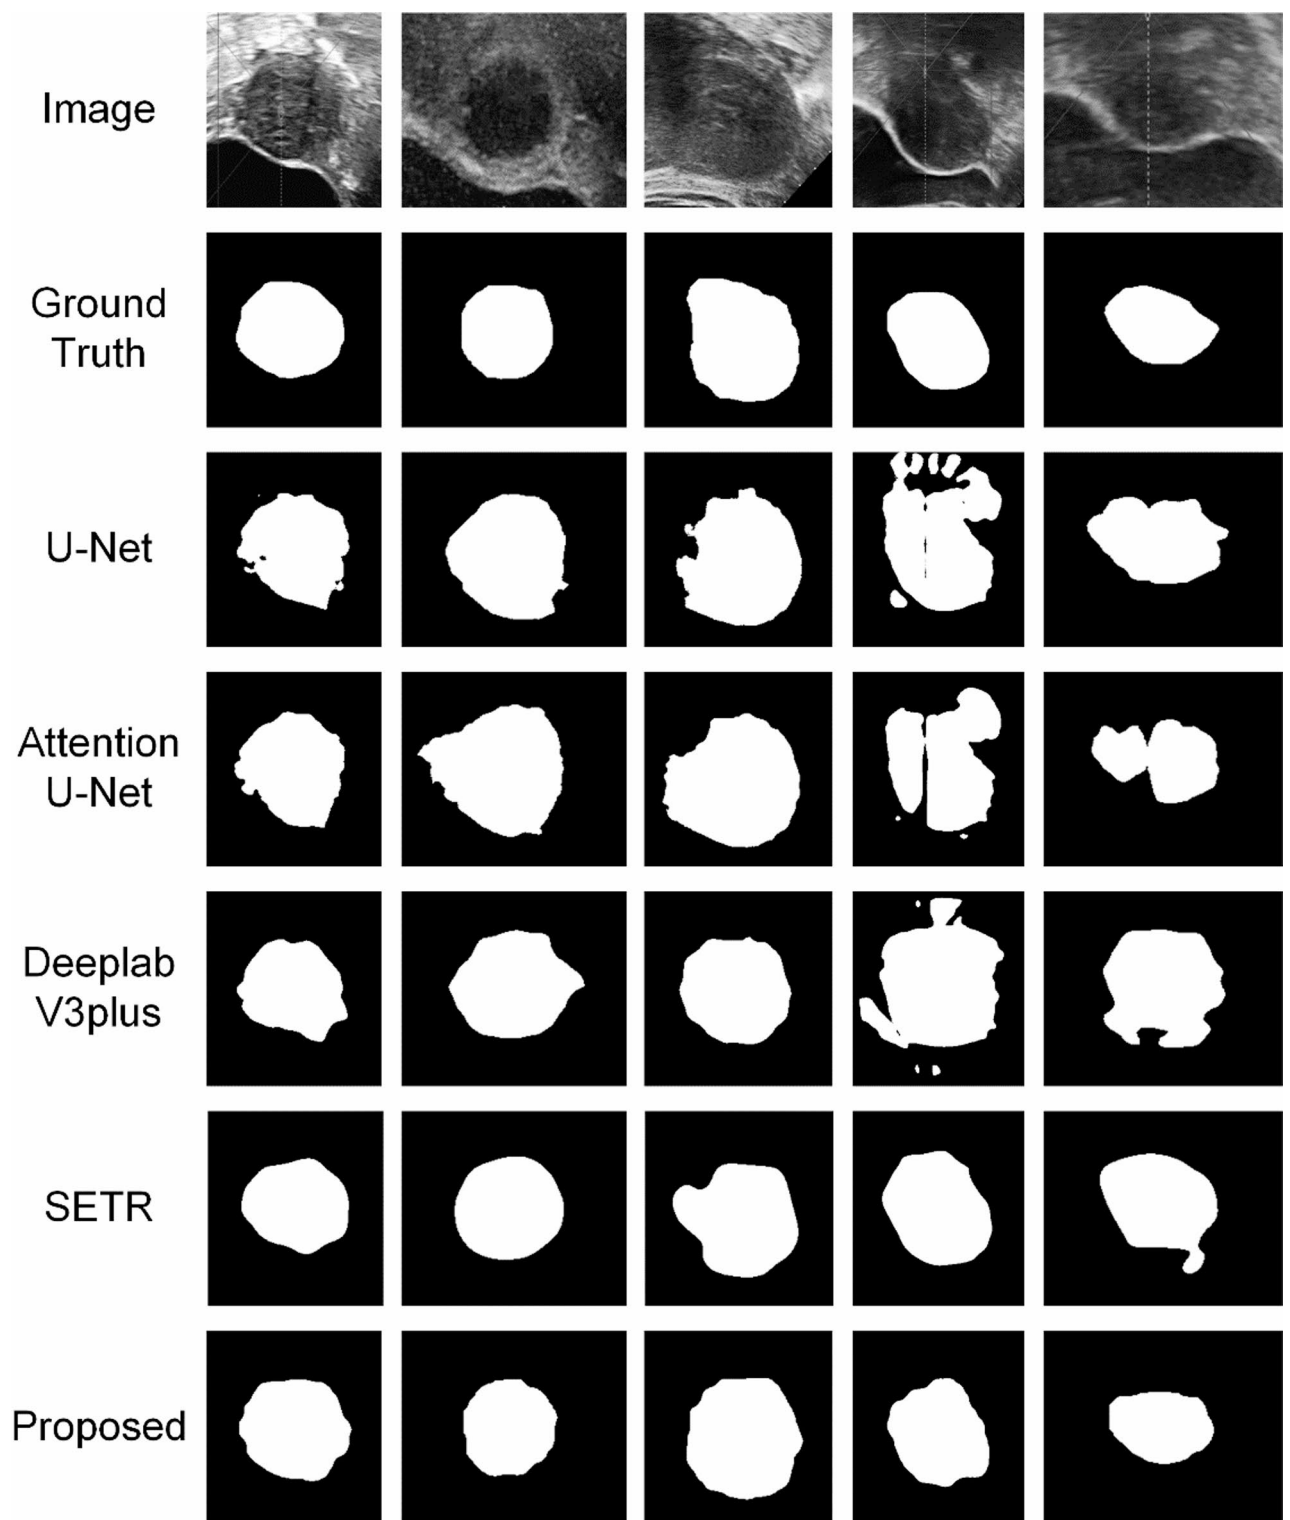 Image
Ground
Truth
U-Net
Attention
U-Net
Deeplab
V3plus
SETR
Proposed